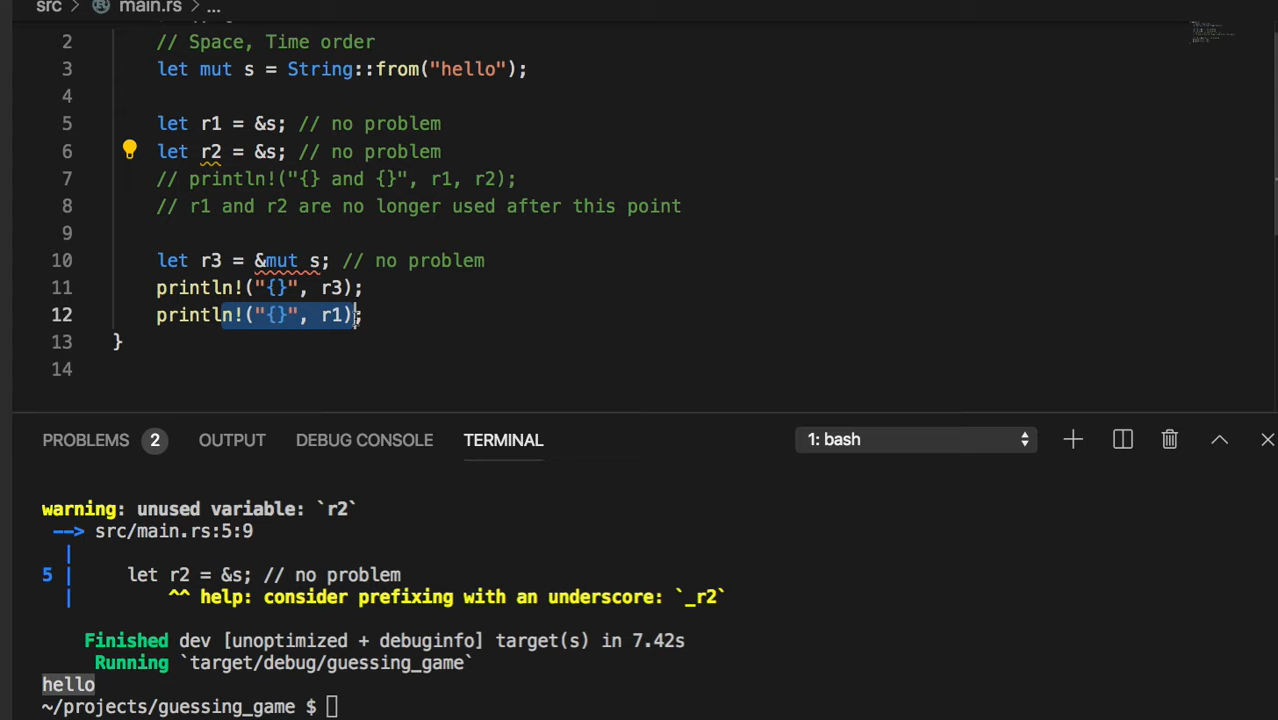 src > main.rs > ...
2 // Space, Time order
3 let mut s = String::from("hello");
4
5 let r1 = &s; // no problem
6 let r2 = &s; // no problem
7 // println!("{} and {}", r1, r2);
8 // r1 and r2 are no longer used after this point
9
10 let r3 = &mut s; // no problem
11 println!("{}", r3);
12 println!("{}", r1);
13 }
14
PROBLEMS 2 OUTPUT DEBUG CONSOLE TERMINAL 1: bash
warning: unused variable: `r2`
--> src/main.rs:5:9
|
5 | let r2 = &s; // no problem
| ^^ help: consider prefixing with an underscore: `_r2`
Finished dev [unoptimized + debuginfo] target(s) in 7.42s
Running `target/debug/guessing_game`
hello
~/projects/guessing_game $